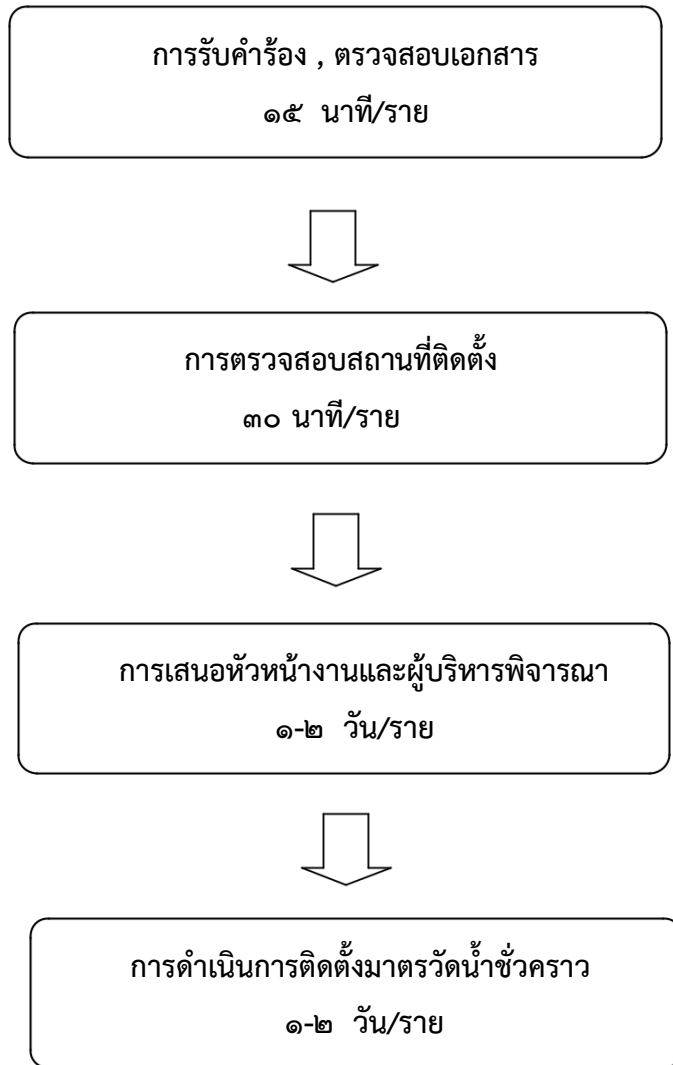 การรับคำร้อง , ตรวจสอบเอกสาร
๑๕ นาที/ราย
การตรวจสอบสถานที่ติดตั้ง
๓๐ นาที/ราย
การเสนอหัวหน้างานและผู้บริหารพิจารณา
๑-๒ วัน/ราย
การดำเนินการติดตั้งมาตรวัดน้ำชั่วคราว
๑-๒ วัน/ราย